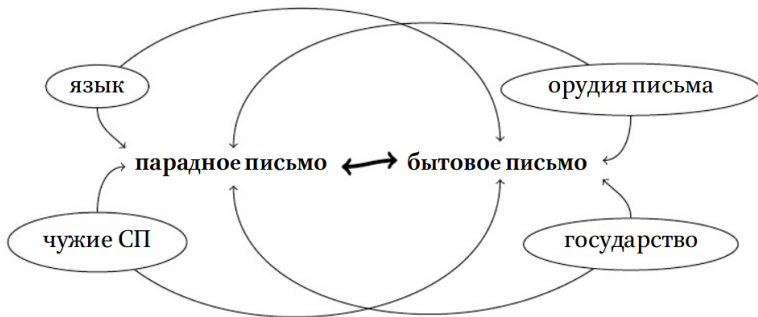 язык
орудия письма
парадное письмо
бытовое письмо
чужие СП
государство